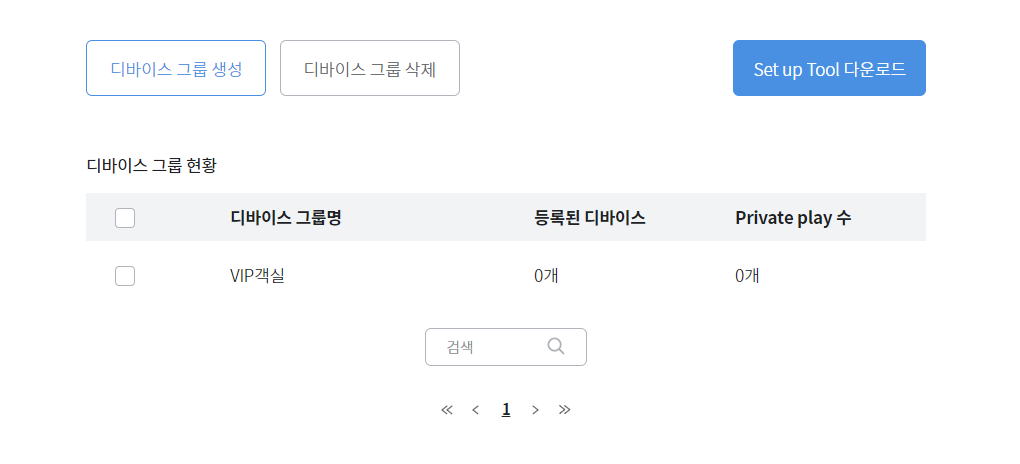 디바이스 그룹 생성 디바이스 그룹 삭제 Set up Tool 다운로드
디바이스 그룹 현황
디바이스 그룹명 등록된 디바이스 Private play 수
VIP객실 0개 0개
검색
1